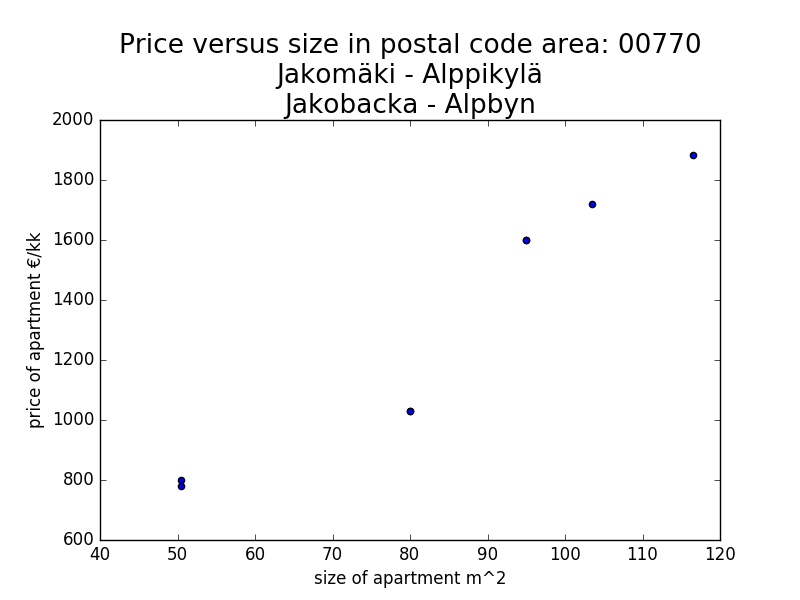 Price versus size in postal code area: 00770
Jakomäki - Alppikylä
Jakobacka - Alpbyn
2000
1800
1600
1400
1200
1000
800
600
price of apartment €/kk
40 50 60 70 80 90 100 110 120
size of apartment m^2